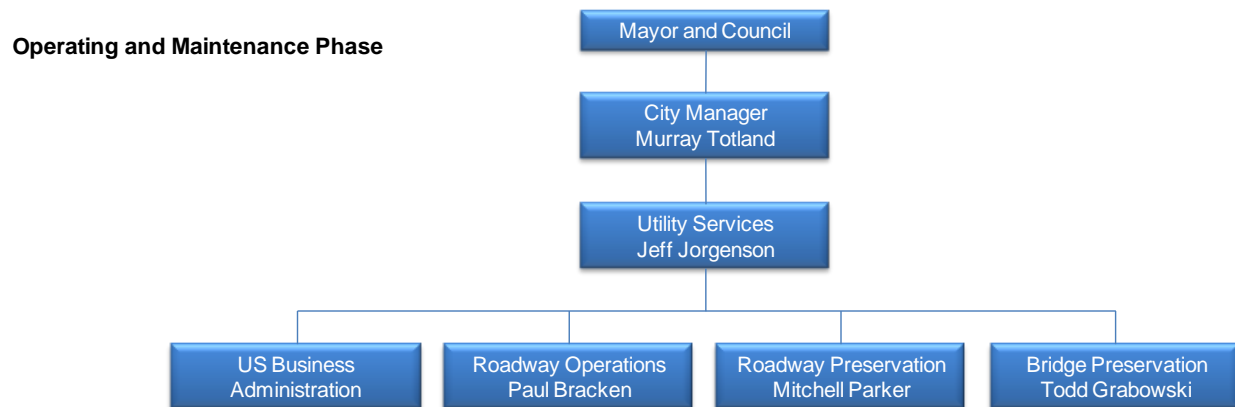 Operating and Maintenance Phase
Mayor and Council
City Manager
Murray Totland
Utility Services
Jeff Jorgenson
US Business
Administration
Roadway Operations
Paul Bracken
Roadway Preservation
Mitchell Parker
Bridge Preservation
Todd Grabowski